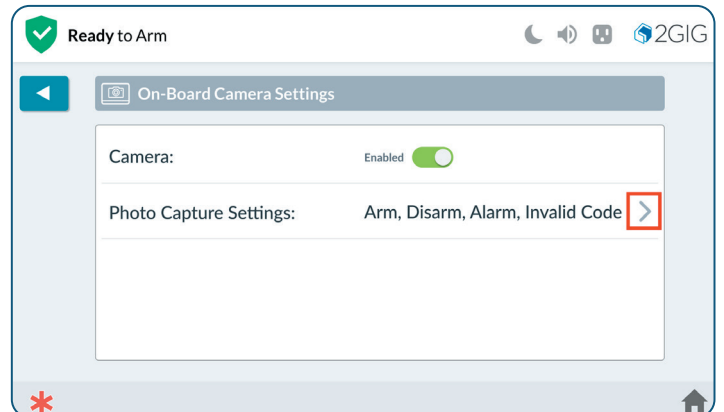 Ready to Arm
2GIG
On-Board Camera Settings
Camera: Enabled
Photo Capture Settings: Arm, Disarm, Alarm, Invalid Code